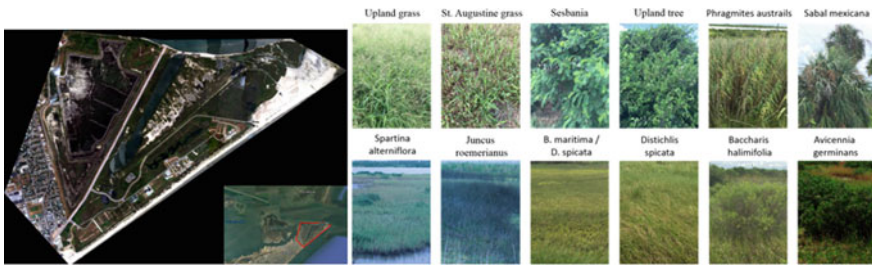 Upland grass
St. Augustine grass
Sesbania
Upland tree
Phragmites australis
Sabal mexicana
Spartina
alterniflora
Juncus
roemerianus
B. maritima /
D. spicata
Distichlis
spicata
Baccharis
halimifolia
Avicennia
germinans